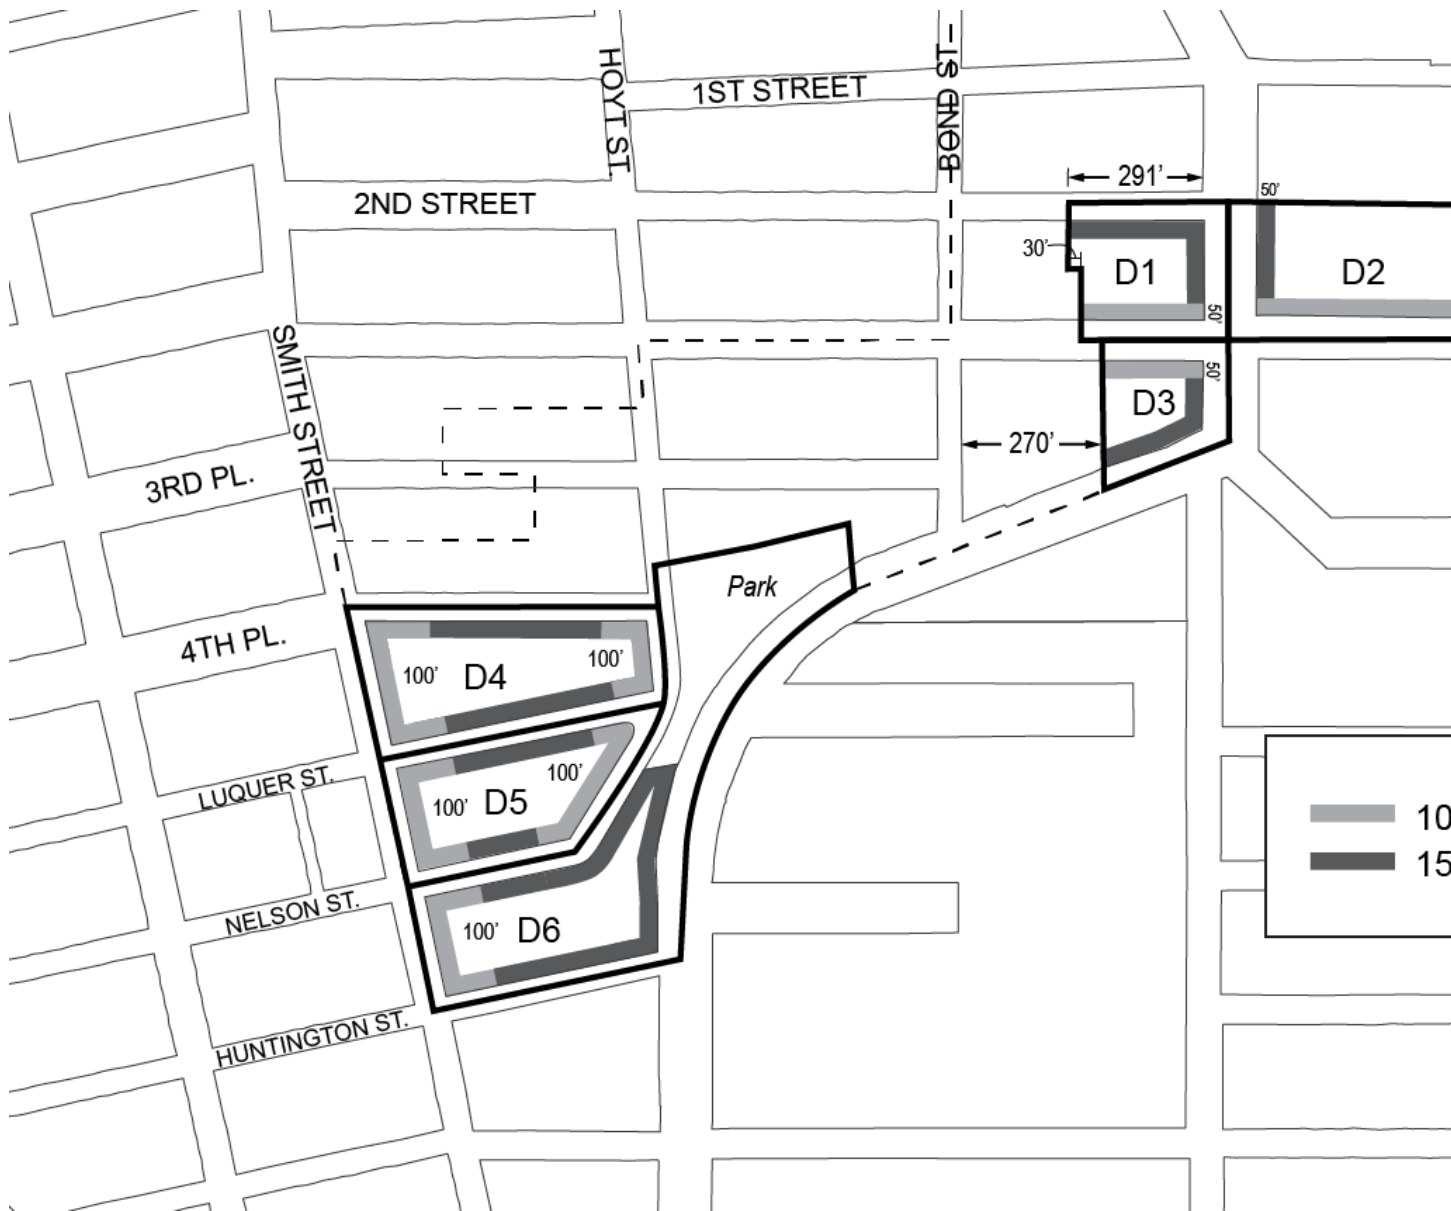 HOYT ST.
BOND ST.
1ST STREET
291’
50’
2ND STREET
30’
D1
D2
50’
SMITH STREET
50’
D3
270’
3RD PL.
Park
4TH PL.
100’
D4
100’
LUQUER ST.
100’
D5
100’
10
15
NELSON ST.
100’
D6
HUNTINGTON ST.